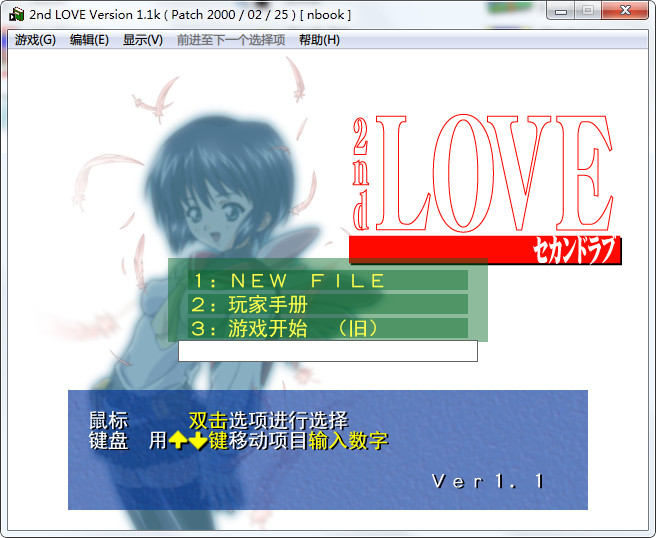 2nd LOVE Version 1.1k ( Patch 2000 / 02 / 25 ) [ nbook ]
游戏(G) 编辑(E) 显示(V) 前进至下一个选择项 帮助(H)
2nd LOVE
セカンドラブ
1：ＮＥＷ　ＦＩＬＥ
2：玩家手册
3：游戏开始　（旧）
鼠标　　　双击选项进行选择
键盘　用🡅🡇键移动项目输入数字
Ｖｅｒ１．１